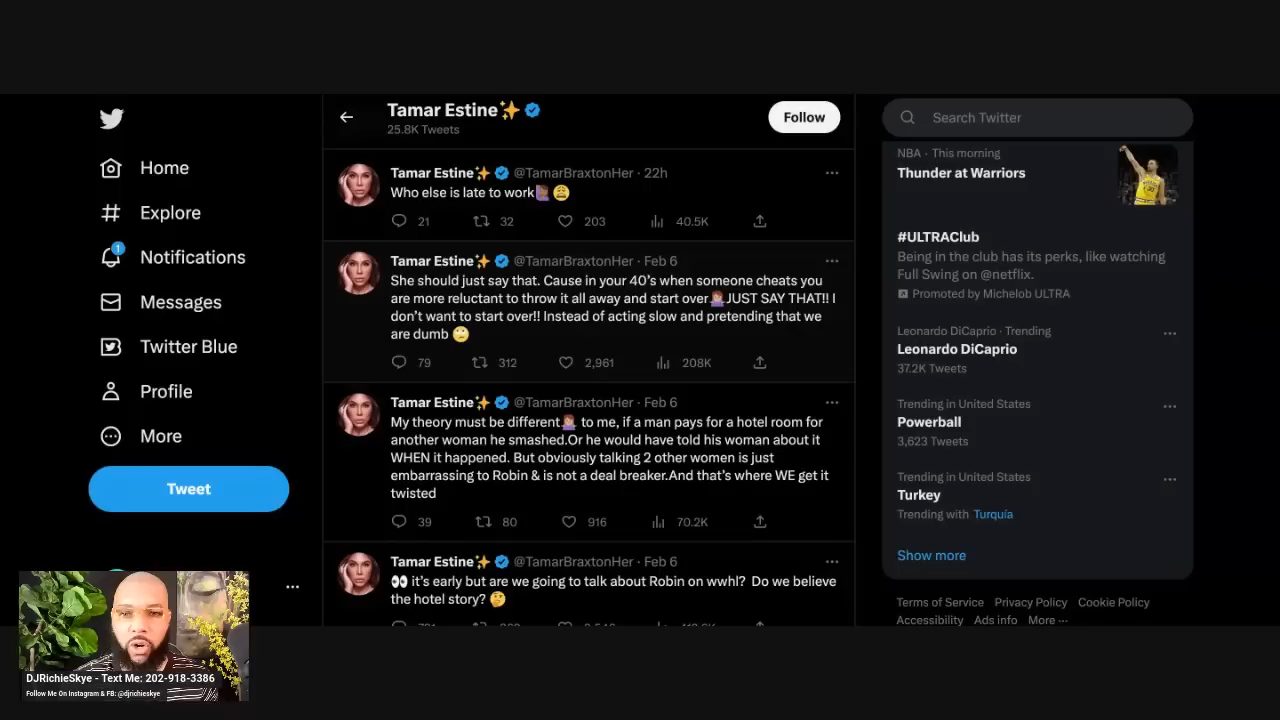 Home
Explore
1
Notifications
Messages
Twitter Blue
Profile
More
Tweet
DJRichieSkye - Text Me: 202-918-3386
Follow Me On Instagram & FB: @djrichieskye
Tamar Estine✨
25.8K Tweets
Follow
Tamar Estine✨ @TamarBraxtonHer · 22h
Who else is late to work🙋🏽‍♀️😩
21 32 203 40.5K
Tamar Estine✨ @TamarBraxtonHer · Feb 6
She should just say that. Cause in your 40's when someone cheats you
are more reluctant to throw it all away and start over🤷🏽‍♀️JUST SAY THAT!! I
don't want to start over!! Instead of acting slow and pretending that we
are dumb 🙄
79 312 2,961 208K
Tamar Estine✨ @TamarBraxtonHer · Feb 6
My theory must be different🤷🏽‍♀️ to me, if a man pays for a hotel room for
another woman he smashed.Or he would have told his woman about it
WHEN it happened. But obviously talking 2 other women is just
embarrassing to Robin & is not a deal breaker.And that's where WE get it
twisted
39 80 916 70.2K
Tamar Estine✨ @TamarBraxtonHer · Feb 6
👀 it's early but are we going to talk about Robin on wwhl? Do we believe
the hotel story? 🤔
Search Twitter
NBA · This morning
Thunder at Warriors
#ULTRAClub
Being in the club has its perks, like watching
Full Swing on @netflix.
Promoted by Michelob ULTRA
Leonardo DiCaprio · Trending
Leonardo DiCaprio
37.2K Tweets
Trending in United States
Powerball
3,623 Tweets
Trending in United States
Turkey
Trending with Turquía
Show more
Terms of Service Privacy Policy Cookie Policy
Accessibility Ads info More ···